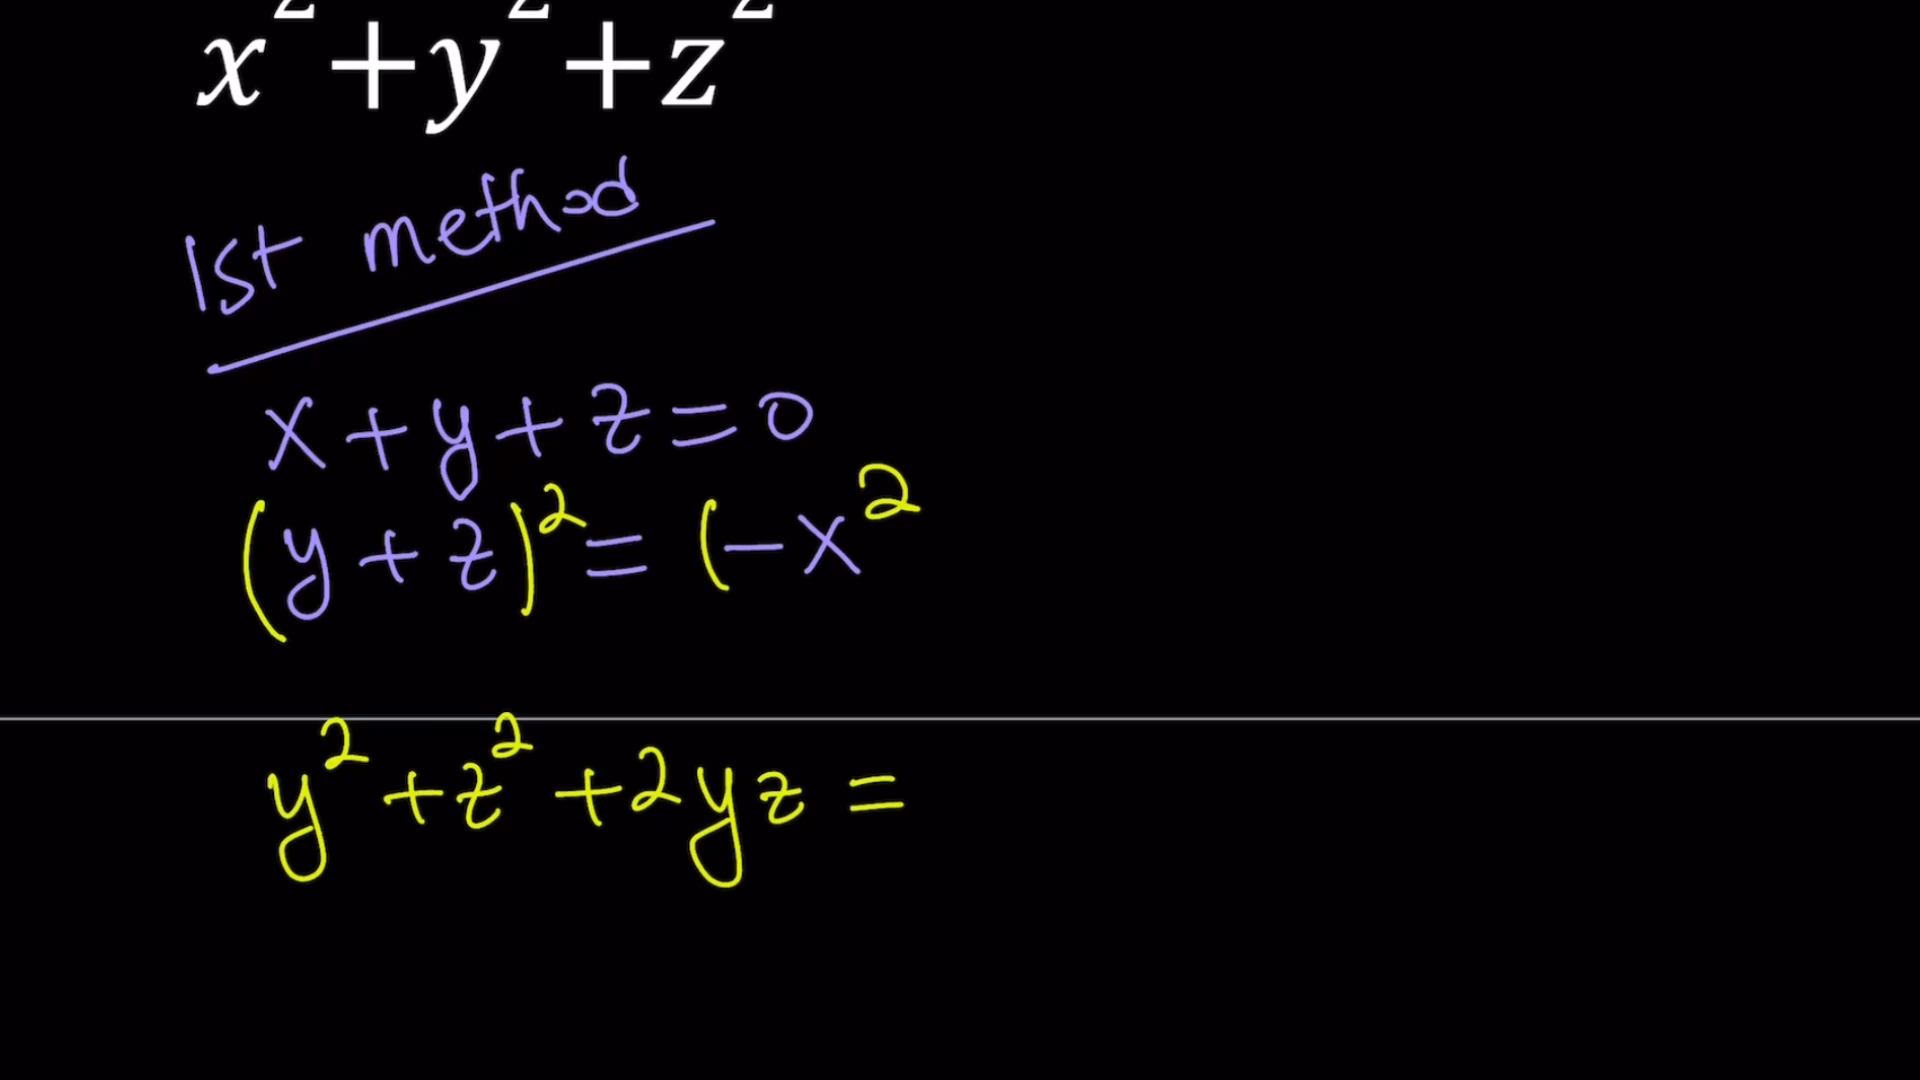 x²+y²+z²
1st method
x+y+z=0
(y+z)²=(-x²
y²+z²+2yz=